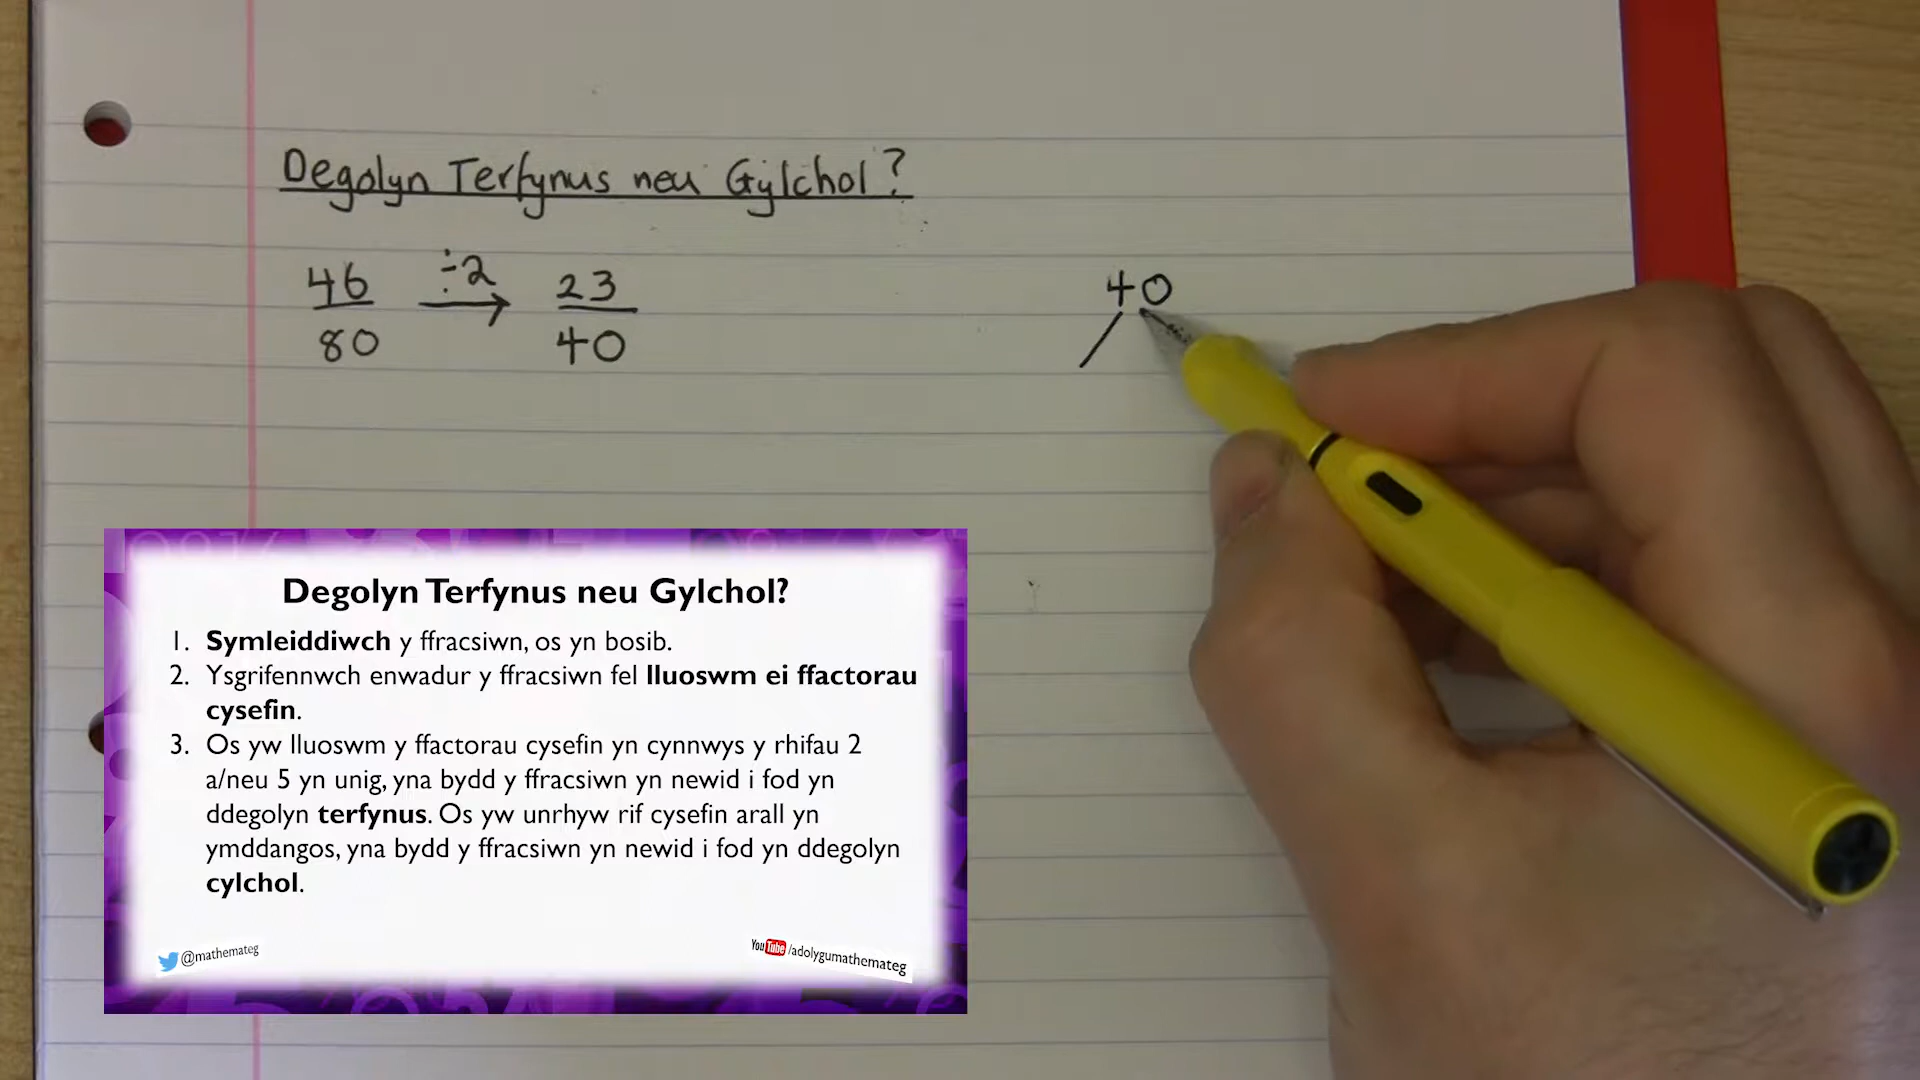 Degolyn Terfynus neu Gylchol?
46 ÷2 23
80 40
40
Degolyn Terfynus neu Gylchol?
1. Symleiddiwch y ffracsiwn, os yn bosib.
2. Ysgrifennwch enwadur y ffracsiwn fel lluoswm ei ffactorau
cysefin.
3. Os yw lluoswm y ffactorau cysefin yn cynnwys y rhifau 2
a/neu 5 yn unig, yna bydd y ffracsiwn yn newid i fod yn
ddegolyn terfynus. Os yw unrhyw rif cysefin arall yn
ymddangos, yna bydd y ffracsiwn yn newid i fod yn ddegolyn
cylchol.
@mathemateg
YouTube /adolygumathemateg